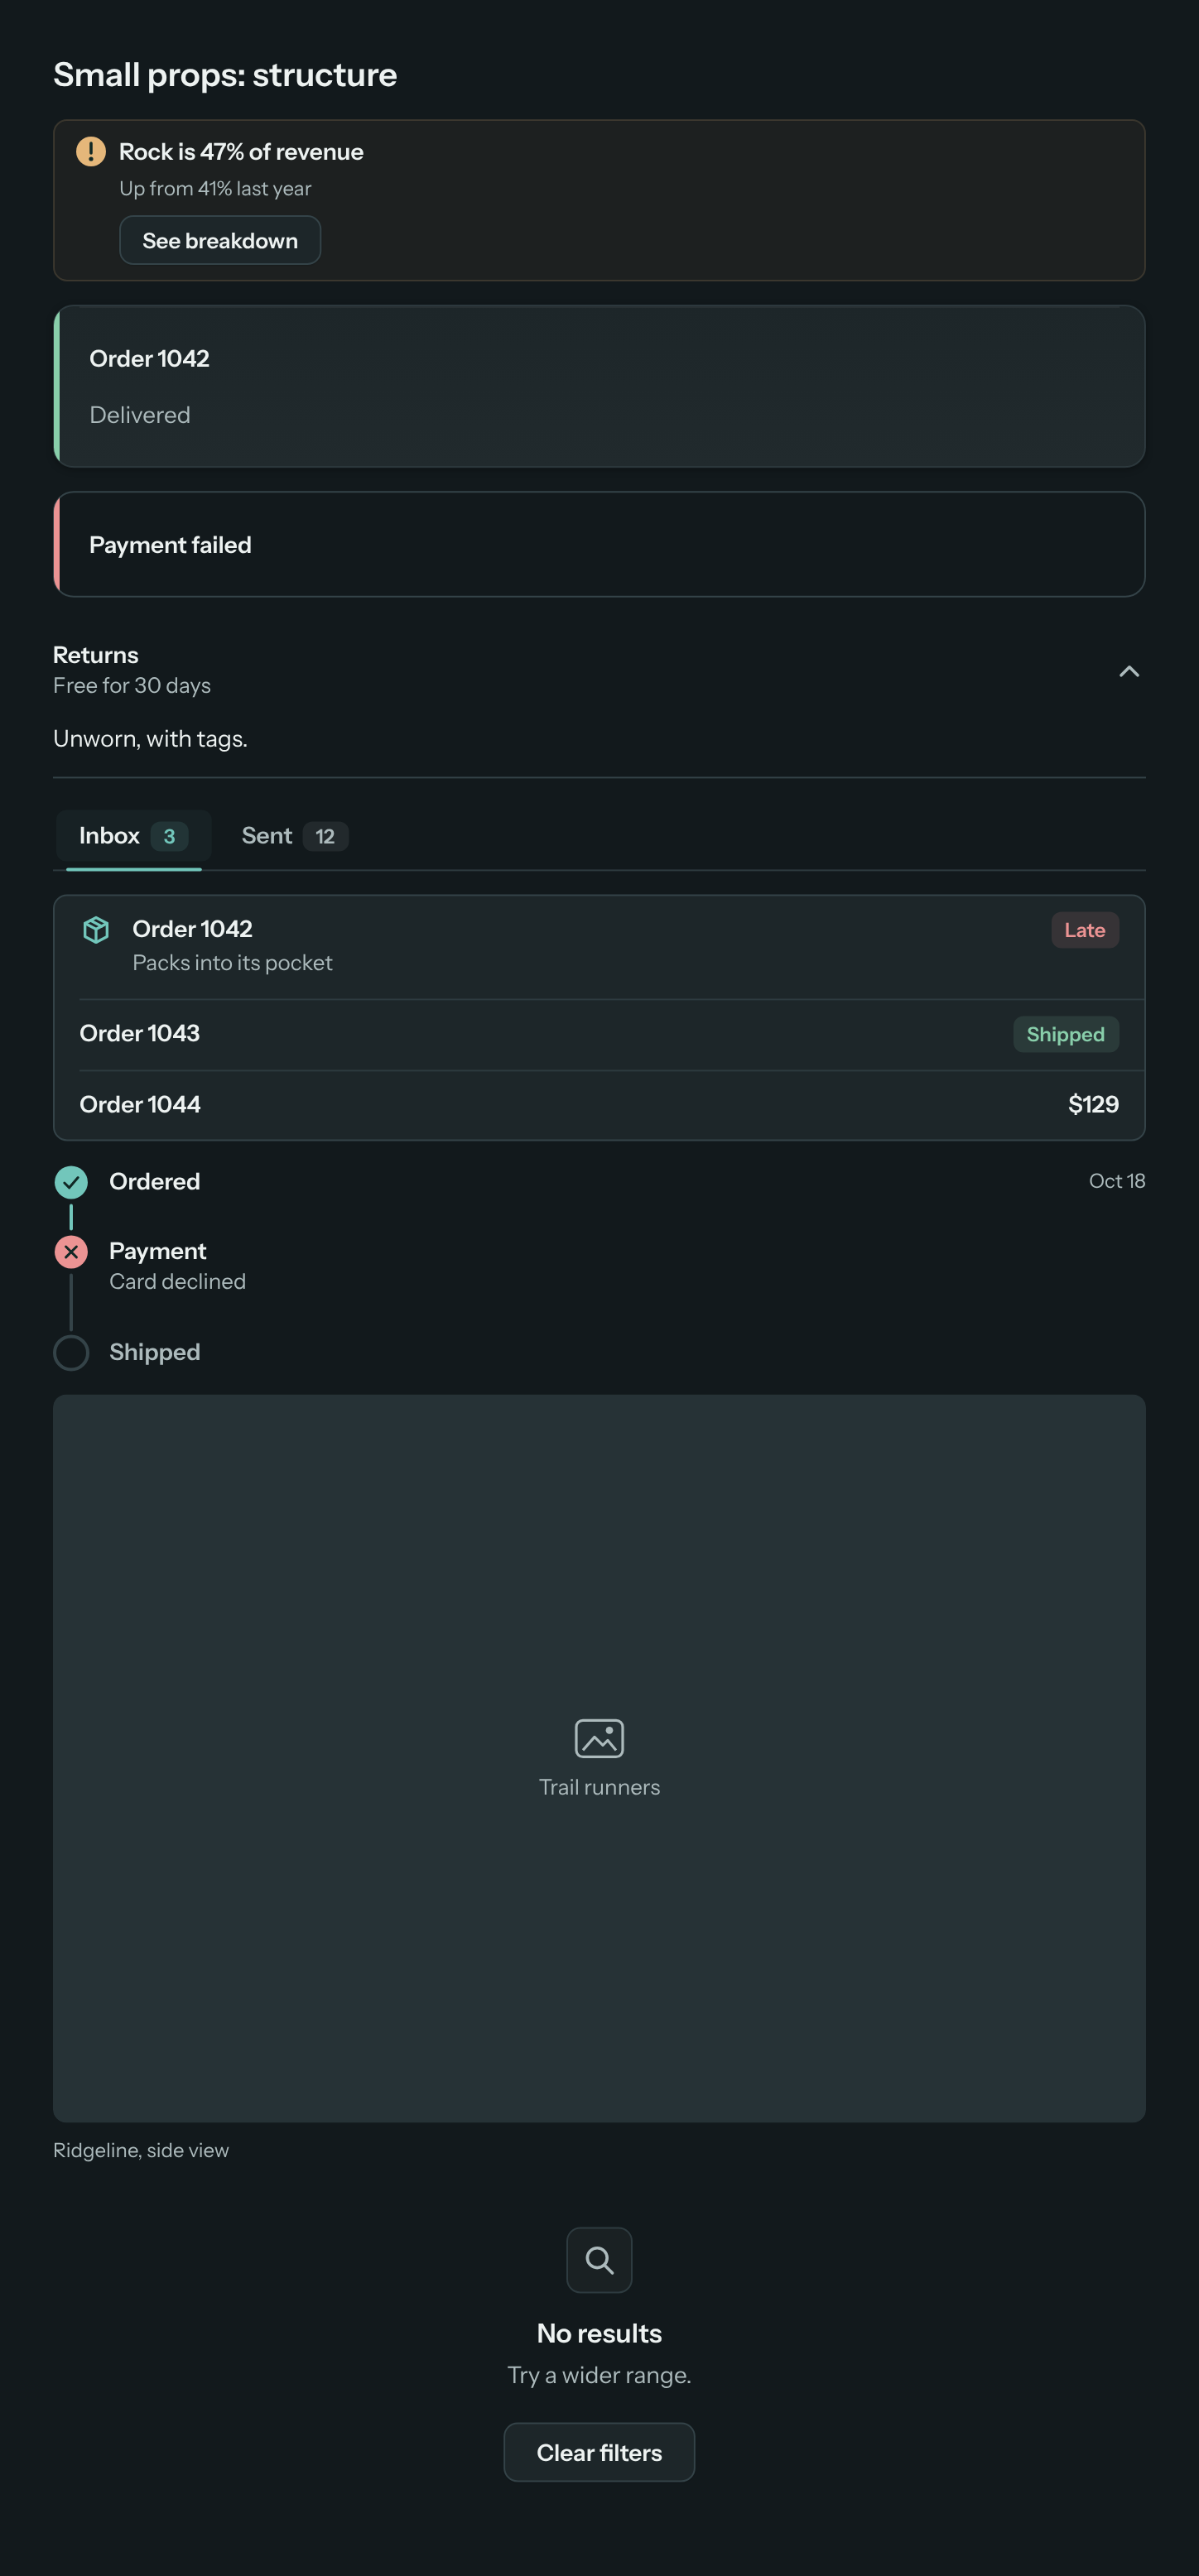 Small props: structure
Rock is 47% of revenue
Up from 41% last year
See breakdown
Order 1042
Delivered
Payment failed
Returns
Free for 30 days
Unworn, with tags.
Inbox 3 Sent 12
Order 1042 Late
Packs into its pocket
Order 1043 Shipped
Order 1044 $129
Ordered Oct 18
Payment
Card declined
Shipped
Trail runners
Ridgeline, side view
No results
Try a wider range.
Clear filters